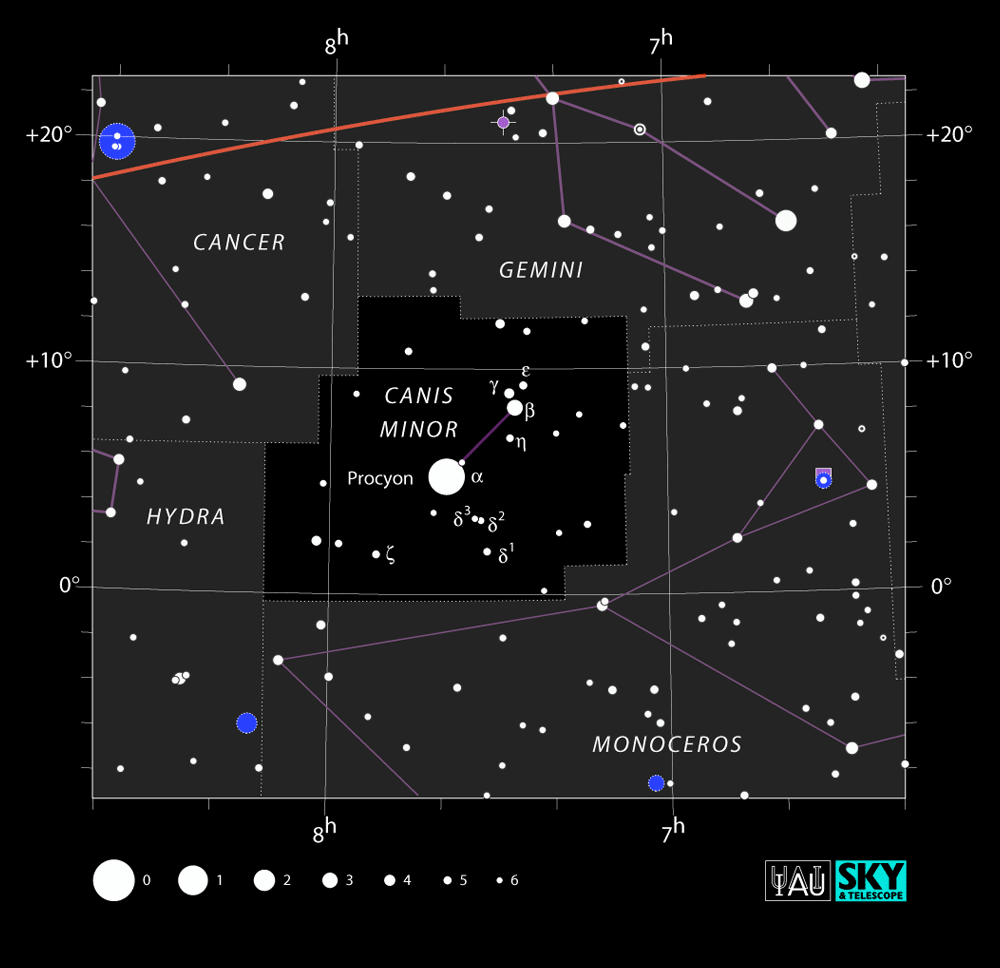 8h 7h
+20° +20°
CANCER
GEMINI
+10° +10°
ε
CANIS γ
β
MINOR
η
Procyon α
HYDRA δ3 δ2
ζ δ1
0° 0°
MONOCEROS
8h 7h
0 1 2 3 4 5 6
IAU SKY
& TELESCOPE